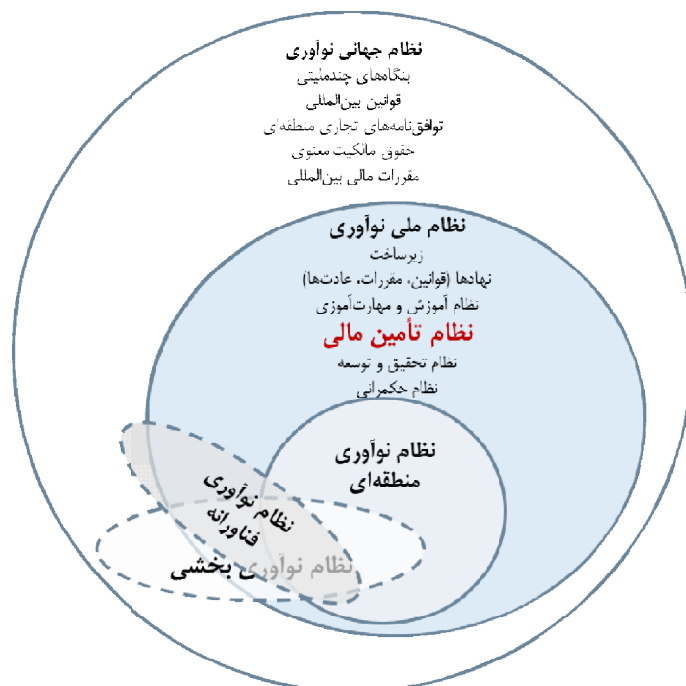 نظام جهانی نوآوری
بنگاه‌های چندملیتی
قوانین بین‌المللی
توافق‌نامه‌های تجاری منطقه‌ای
حقوق مالکیت معنوی
مقررات مالی بین‌المللی
نظام ملی نوآوری
زیرساخت
نهادها (قوانین، مقررات، عادت‌ها)
نظام آموزش و مهارت‌آموزی
نظام تأمین مالی
نظام تحقیق و توسعه
نظام حکمرانی
نظام نوآوری
منطقه‌ای
نظام نوآوری
فناورانه
نظام نوآوری بخشی